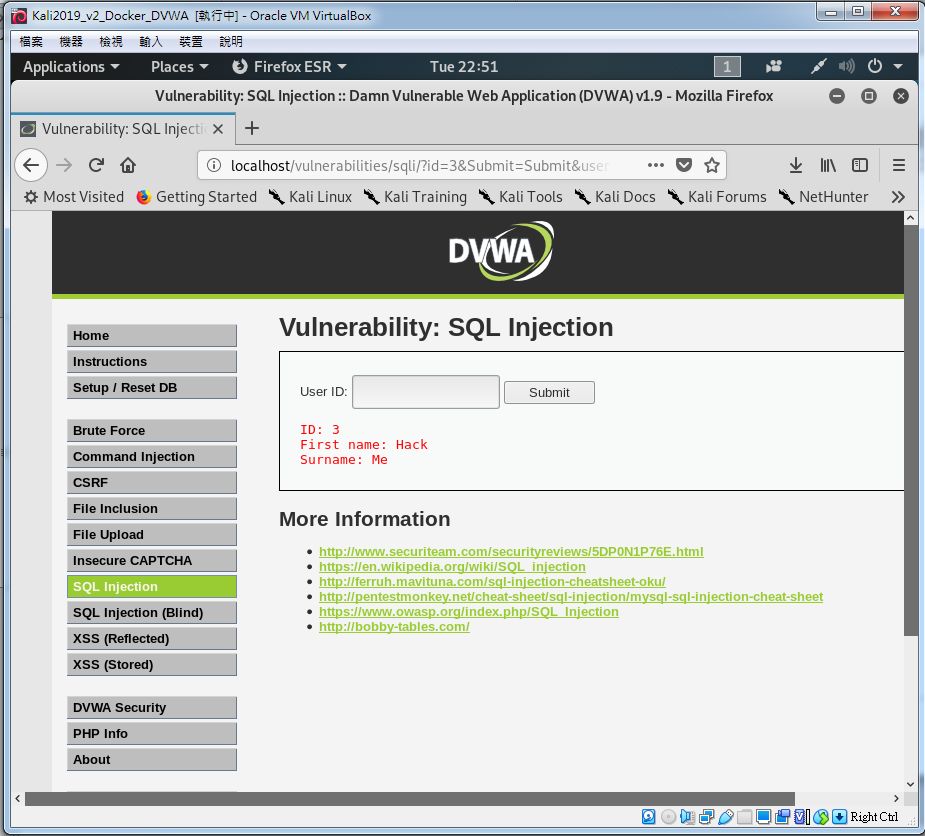 Kali2019_v2_Docker_DVWA [執行中] - Oracle VM VirtualBox
檔案 機器 檢視 輸入 裝置 說明
Applications Places Firefox ESR Tue 22:51 1
Vulnerability: SQL Injection :: Damn Vulnerable Web Application (DVWA) v1.9 - Mozilla Firefox
Vulnerability: SQL Injecti
localhost/vulnerabilities/sqli/?id=3&Submit=Submit&user
Most Visited Getting Started Kali Linux Kali Training Kali Tools Kali Docs Kali Forums NetHunter
DVWA
Home
Instructions
Setup / Reset DB
Brute Force
Command Injection
CSRF
File Inclusion
File Upload
Insecure CAPTCHA
SQL Injection
SQL Injection (Blind)
XSS (Reflected)
XSS (Stored)
DVWA Security
PHP Info
About
Vulnerability: SQL Injection
User ID: Submit
ID: 3
First name: Hack
Surname: Me
More Information
http://www.securiteam.com/securityreviews/5DP0N1P76E.html
https://en.wikipedia.org/wiki/SQL_injection
http://ferruh.mavituna.com/sql-injection-cheatsheet-oku/
http://pentestmonkey.net/cheat-sheet/sql-injection/mysql-sql-injection-cheat-sheet
https://www.owasp.org/index.php/SQL_Injection
http://bobby-tables.com/
Right Ctrl